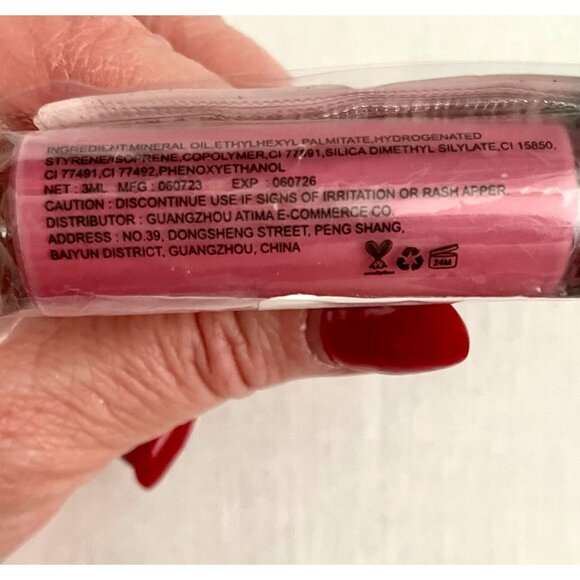 INGREDIENT:MINERAL OIL,ETHYLHEXYL PALMITATE,HYDROGENATED
STYRENE/ISOPRENE,COPOLYMER,CI 77891,SILICA DIMETHYL SILYLATE,CI 15850,
CI 77491,CI 77492,PHENOXYETHANOL
NET : 3ML MFG : 060723 EXP : 060726
CAUTION : DISCONTINUE USE IF SIGNS OF IRRITATION OR RASH APPER.
DISTRIBUTOR : GUANGZHOU ATIMA E-COMMERCE CO.
ADDRESS : NO.39, DONGSHENG STREET, PENG SHANG,
BAIYUN DISTRICT, GUANGZHOU, CHINA
24M